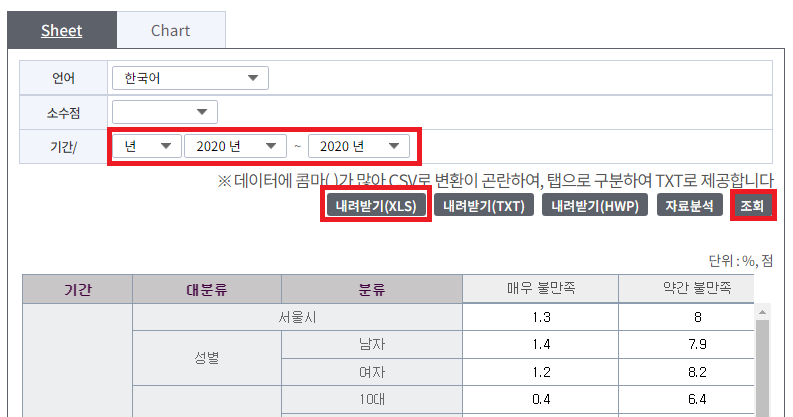 Sheet Chart
언어 한국어
소수점
기간/ 년 2020 년 ~ 2020 년
※ 데이터에 콤마( )가 많아 CSV로 변환이 곤란하여, 탭으로 구분하여 TXT로 제공합니다
내려받기(XLS) 내려받기(TXT) 내려받기(HWP) 자료분석 조회
단위 : %, 점
기간 대분류 분류 매우 불만족 약간 불만족
서울시 1.3 8
성별 남자 1.4 7.9
여자 1.2 8.2
10대 0.4 6.4